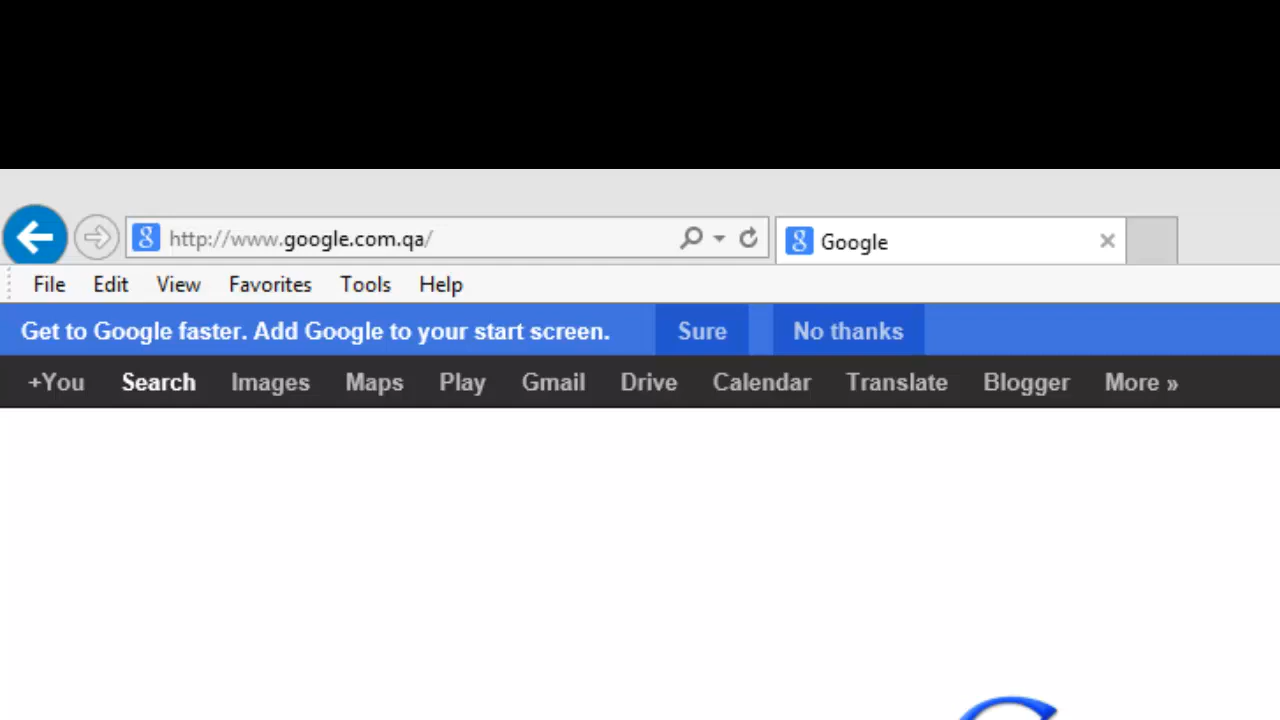 http://www.google.com.qa/
Google
File Edit View Favorites Tools Help
Get to Google faster. Add Google to your start screen. Sure No thanks
+You Search Images Maps Play Gmail Drive Calendar Translate Blogger More »